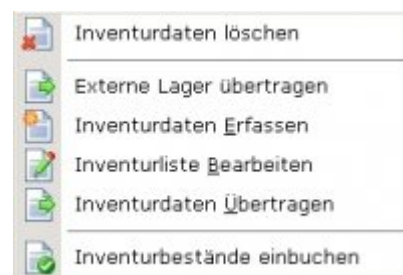 Inventurdaten löschen
Externe Lager übertragen
Inventurdaten Erfassen
Inventurliste Bearbeiten
Inventurdaten Übertragen
Inventurbestände einbuchen